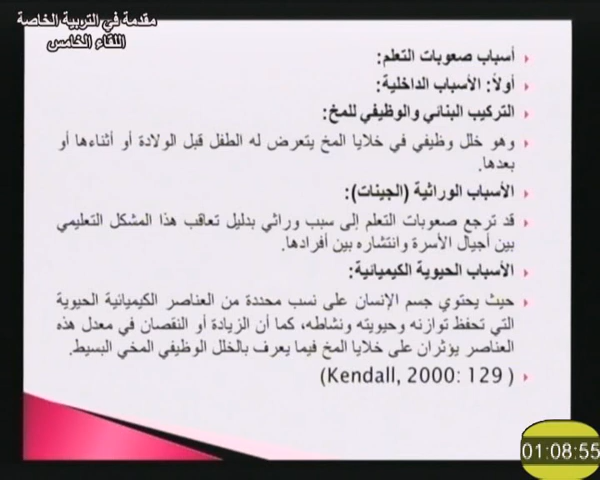 مقدمة في التربية الخاصة
اللقاء الخامس
أسباب صعوبات التعلم:
أولاً: الأسباب الداخلية:
التركيب البنائي والوظيفي للمخ:
وهو خلل وظيفي في خلايا المخ يتعرض له الطفل قبل الولادة أو أثناءها أو
بعدها.
الأسباب الوراثية (الجينات):
قد ترجع صعوبات التعلم إلى سبب وراثي بدليل تعاقب هذا المشكل التعليمي
بين أجيال الأسرة وانتشاره بين أفرادها.
الأسباب الحيوية الكيميائية:
حيث يحتوي جسم الإنسان على نسب محددة من العناصر الكيميائية الحيوية
التي تحفظ توازنه وحيويته ونشاطه، كما أن الزيادة أو النقصان في معدل هذه
العناصر يؤثران على خلايا المخ فيما يعرف بالخلل الوظيفي المخي البسيط.
(Kendall, 2000: 129 )
01:08:55